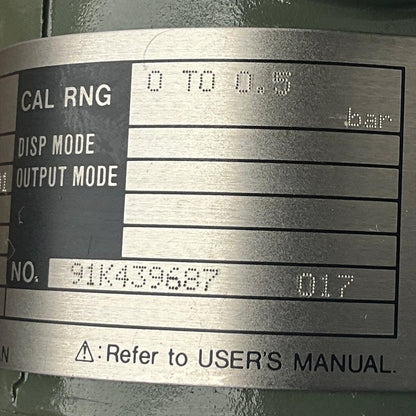 CAL RNG 0 TO 0.5
bar
DISP MODE
OUTPUT MODE
NO. 91K439687 017
⚠:Refer to USER'S MANUAL.